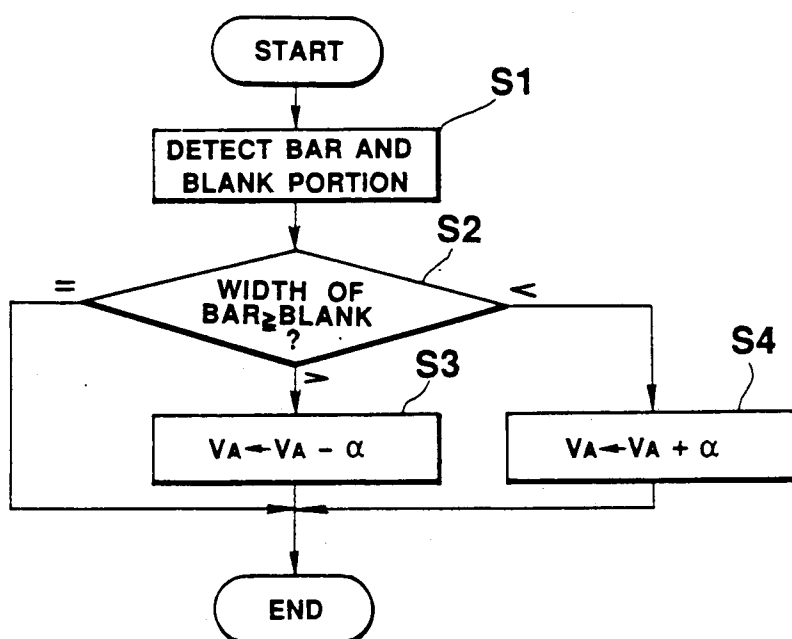 START
S1
DETECT BAR AND
BLANK PORTION
S2
=
WIDTH OF
BAR≧BLANK
?
<
>
S3
S4
VA←VA - α
VA←VA + α
END